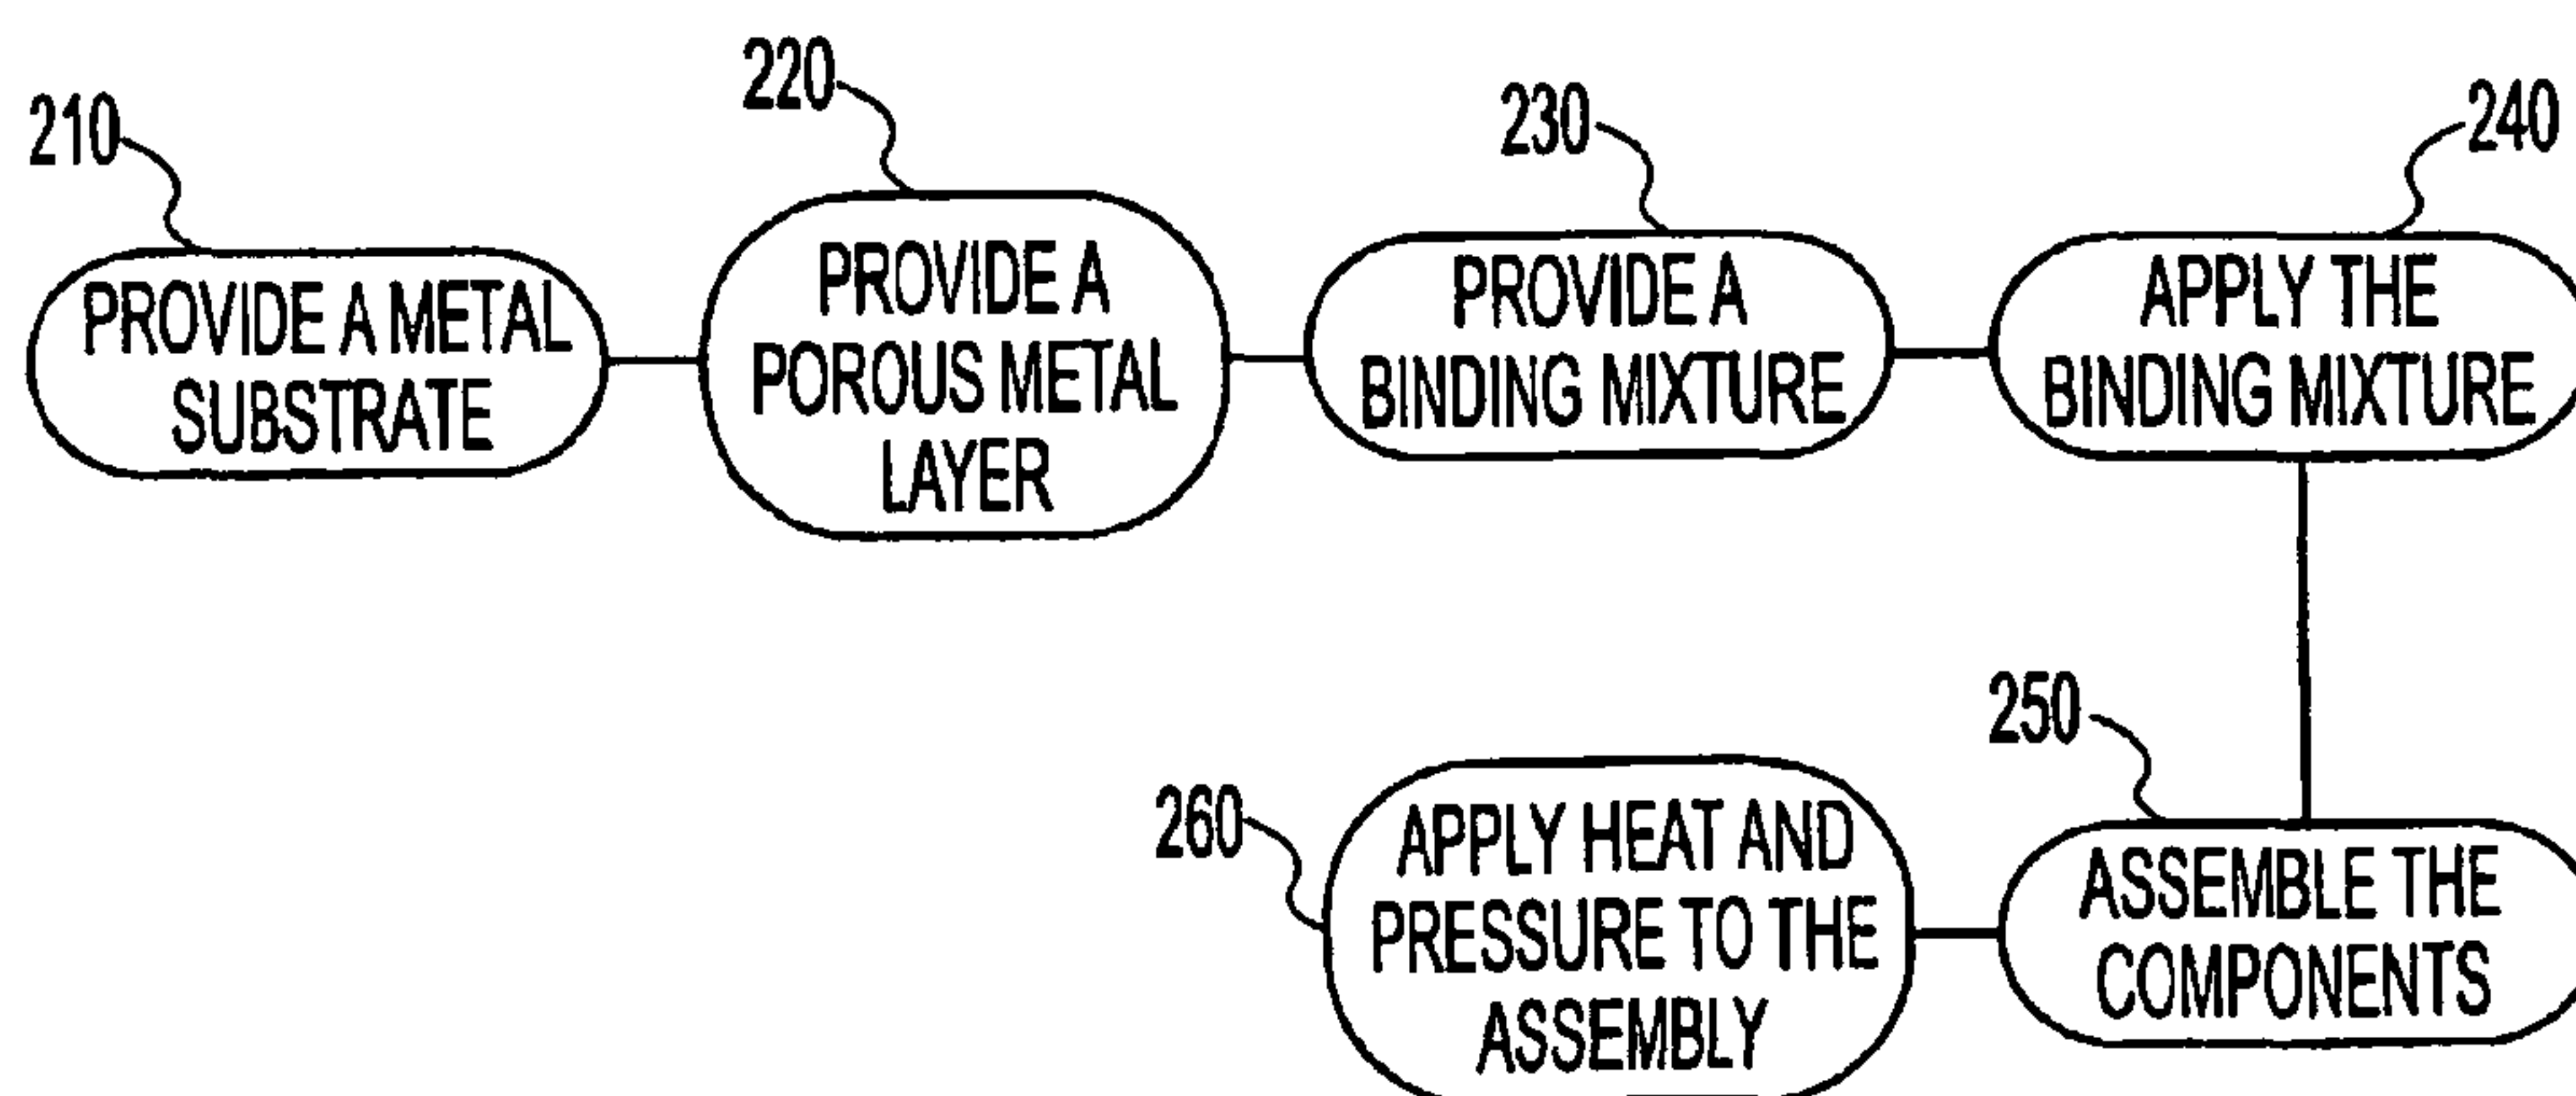 210
PROVIDE A METAL
SUBSTRATE
220
PROVIDE A
POROUS METAL
LAYER
230
PROVIDE A
BINDING MIXTURE
240
APPLY THE
BINDING MIXTURE
250
ASSEMBLE THE
COMPONENTS
260
APPLY HEAT AND
PRESSURE TO THE
ASSEMBLY